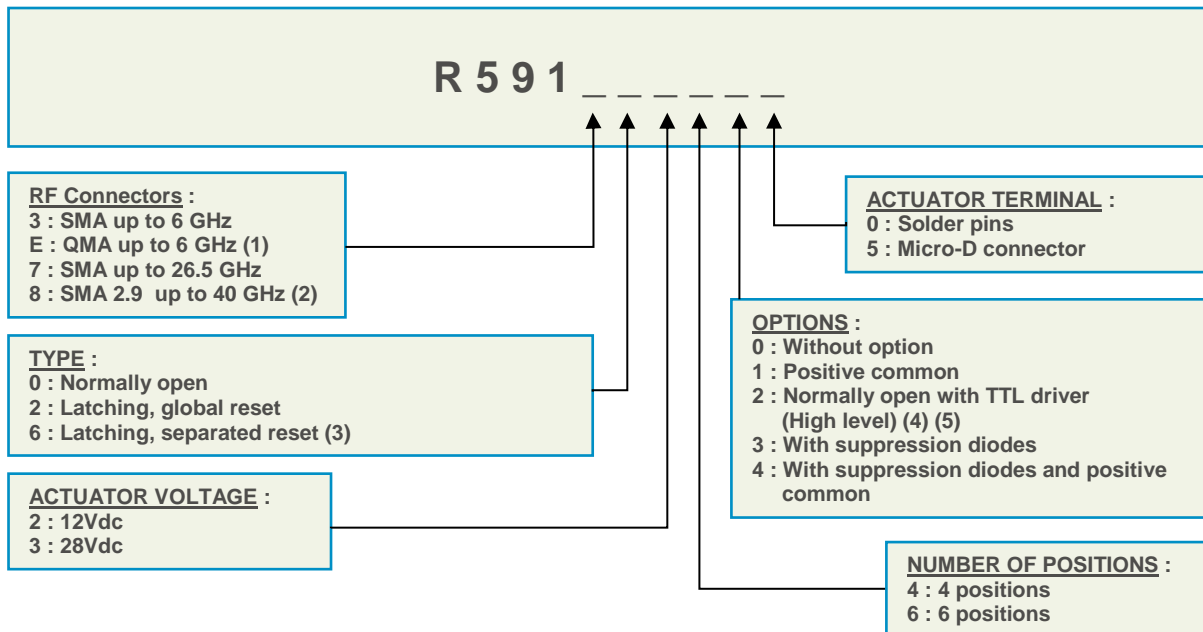 R 5 9 1 _ _ _ _ _ _
RF Connectors :
3 : SMA up to 6 GHz
E : QMA up to 6 GHz (1)
7 : SMA up to 26.5 GHz
8 : SMA 2.9 up to 40 GHz (2)
TYPE :
0 : Normally open
2 : Latching, global reset
6 : Latching, separated reset (3)
ACTUATOR VOLTAGE :
2 : 12Vdc
3 : 28Vdc
ACTUATOR TERMINAL :
0 : Solder pins
5 : Micro-D connector
OPTIONS :
0 : Without option
1 : Positive common
2 : Normally open with TTL driver
(High level) (4) (5)
3 : With suppression diodes
4 : With suppression diodes and positive
common
NUMBER OF POSITIONS :
4 : 4 positions
6 : 6 positions